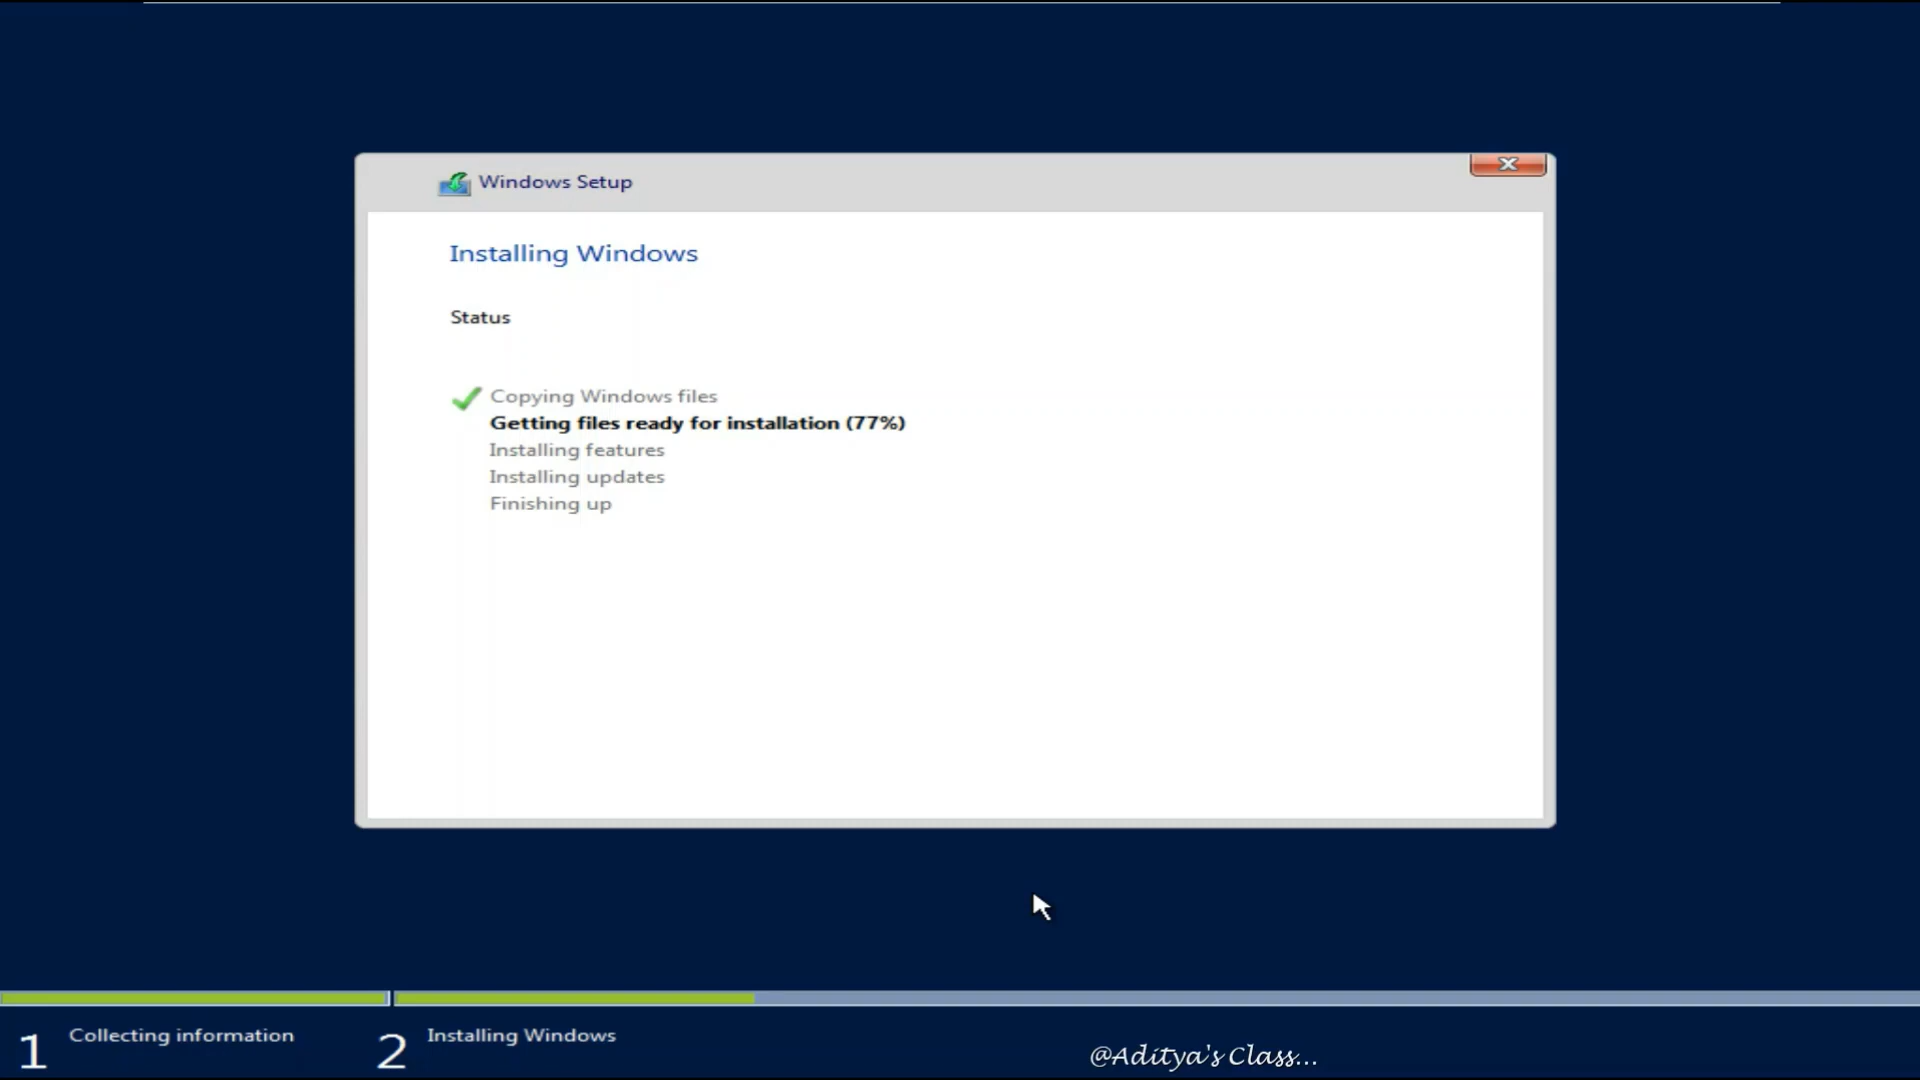 Windows Setup
Installing Windows
Status
Copying Windows files
Getting files ready for installation (77%)
Installing features
Installing updates
Finishing up
1 Collecting information
2 Installing Windows
@Aditya's Class...